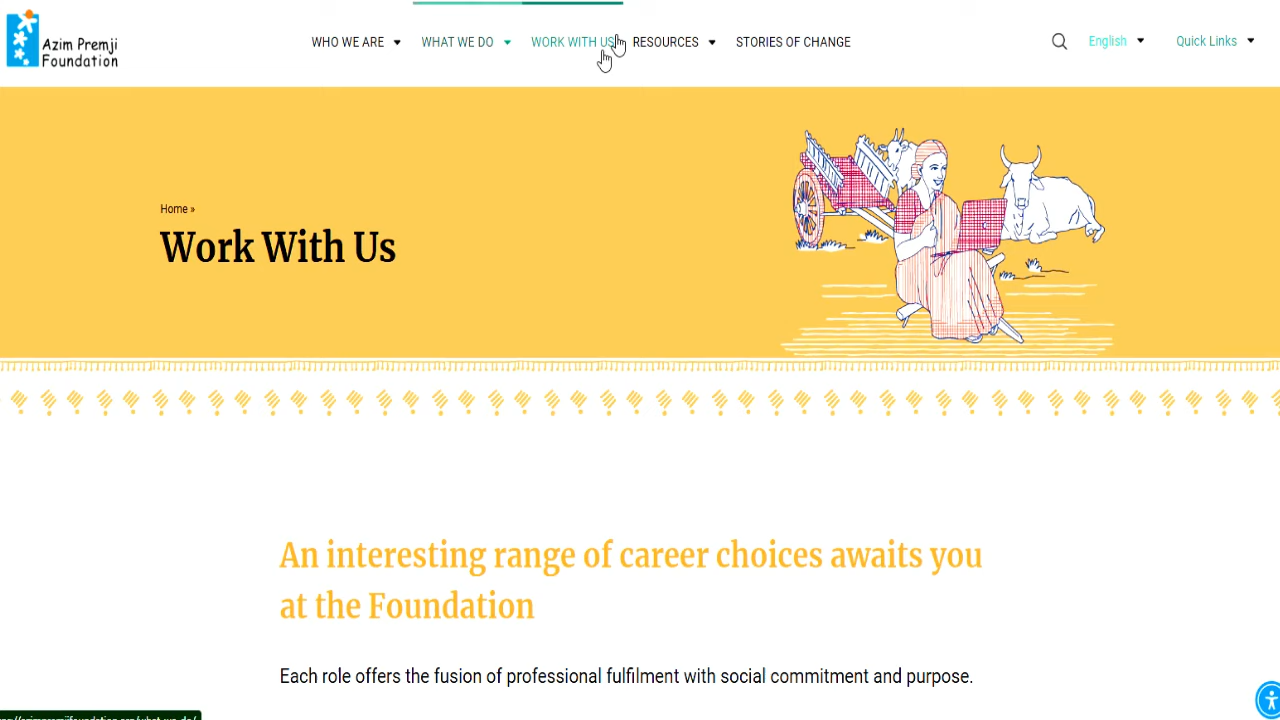 Azim Premji
Foundation
WHO WE ARE
WHAT WE DO
WORK WITH US
RESOURCES
STORIES OF CHANGE
English
Quick Links
Home »
Work With Us
An interesting range of career choices awaits you
at the Foundation
Each role offers the fusion of professional fulfilment with social commitment and purpose.